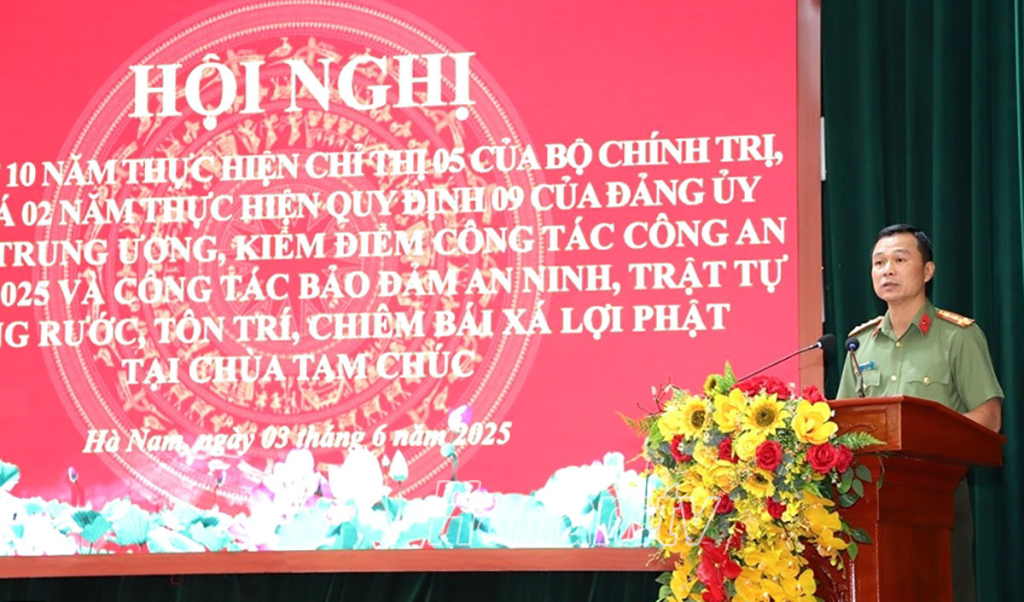 HỘI NGHỊ
10 NĂM THỰC HIỆN CHỈ THỊ 05 CỦA BỘ CHÍNH TRỊ,
02 NĂM THỰC HIỆN QUY ĐỊNH 09 CỦA ĐẢNG ỦY
TRUNG ƯƠNG, KIỂM ĐIỂM CÔNG TÁC CÔNG AN
2025 VÀ CÔNG TÁC BẢO ĐẢM AN NINH, TRẬT TỰ
RƯỚC, TÔN TRÍ, CHIÊM BÁI XÁ LỢI PHẬT
TẠI CHÙA TAM CHÚC
Hà Nam, ngày 03 tháng 6 năm 2025